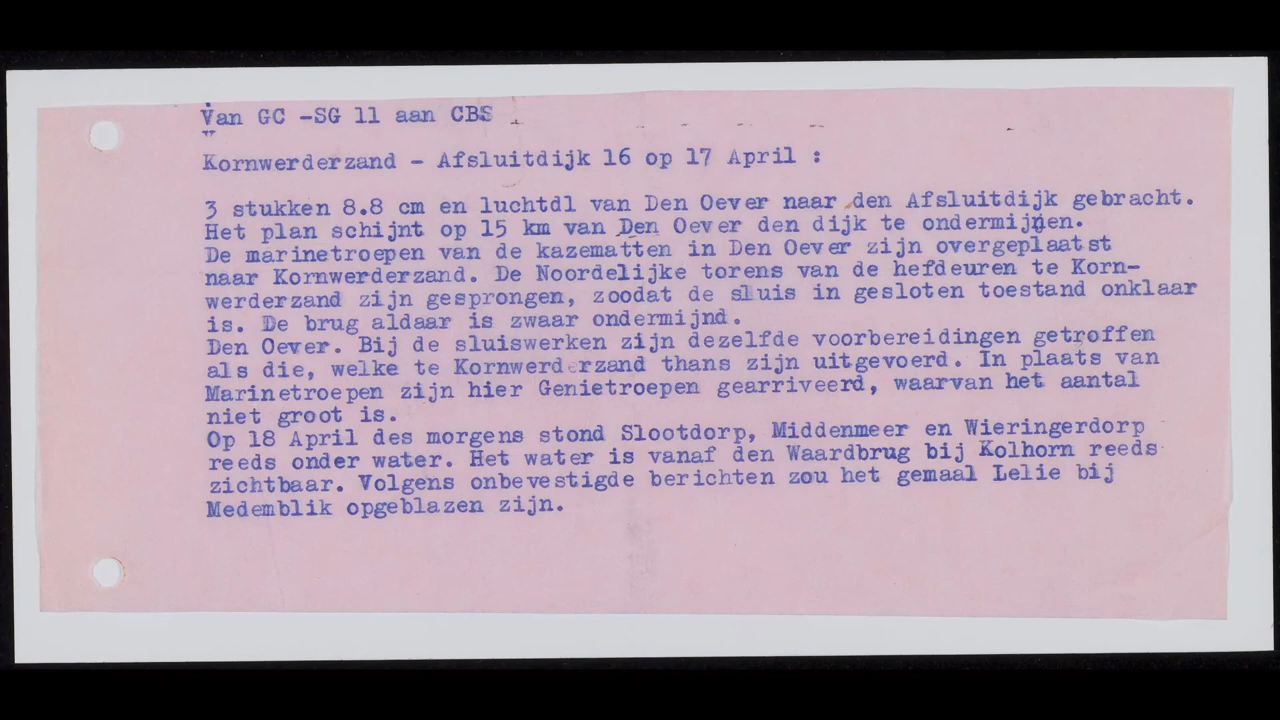 Van GC -SG 11 aan CBS
Kornwerderzand - Afsluitdijk 16 op 17 April :
3 stukken 8.8 cm en luchtdl van Den Oever naar den Afsluitdijk gebracht.
Het plan schijnt op 15 km van Den Oever den dijk te ondermijnen.
De marinetroepen van de kazematten in Den Oever zijn overgeplaatst
naar Kornwerderzand. De Noordelijke torens van de hefdeuren te Korn-
werderzand zijn gesprongen, zoodat de sluis in gesloten toestand onklaar
is. De brug aldaar is zwaar ondermijnd.
Den Oever. Bij de sluiswerken zijn dezelfde voorbereidingen getroffen
als die, welke te Kornwerderzand thans zijn uitgevoerd. In plaats van
Marinetroepen zijn hier Genietroepen gearriveerd, waarvan het aantal
niet groot is.
Op 18 April des morgens stond Slootdorp, Middenmeer en Wieringerdorp
reeds onder water. Het water is vanaf den Waardbrug bij Kolhorn reeds
zichtbaar. Volgens onbevestigde berichten zou het gemaal Lelie bij
Medemblik opgeblazen zijn.